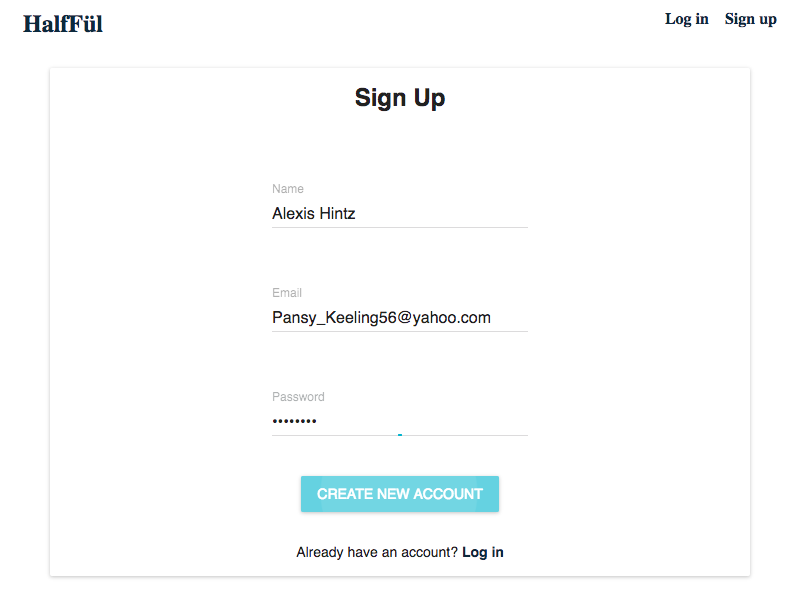 HalfFül
Log in Sign up
Sign Up
Name
Alexis Hintz
Email
Pansy_Keeling56@yahoo.com
Password
••••••••
CREATE NEW ACCOUNT
Already have an account? Log in